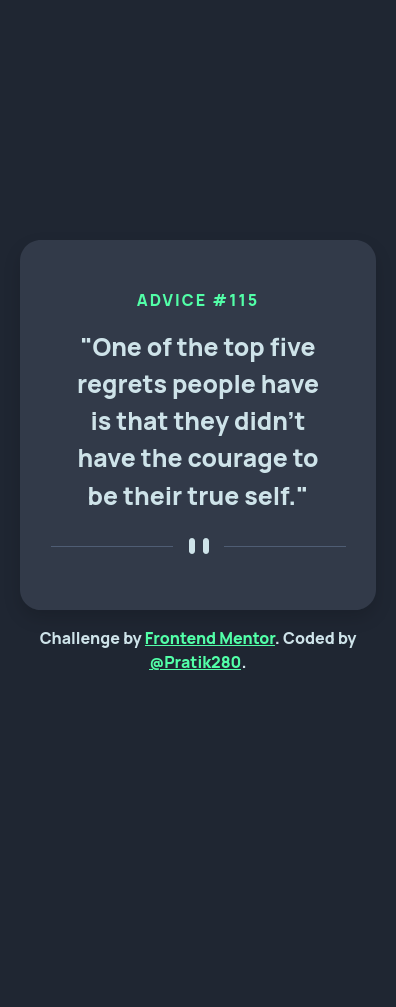 ADVICE #115
"One of the top five
regrets people have
is that they didn't
have the courage to
be their true self."
Challenge by Frontend Mentor. Coded by
@Pratik280.